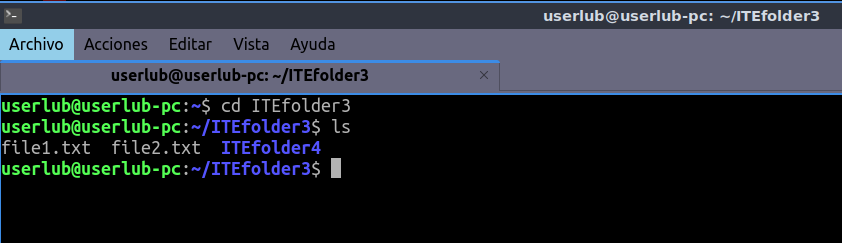 userlub@userlub-pc: ~/ITEfolder3
Archivo Acciones Editar Vista Ayuda
userlub@userlub-pc: ~/ITEfolder3 ×
userlub@userlub-pc:~$ cd ITEfolder3
userlub@userlub-pc:~/ITEfolder3$ ls
file1.txt  file2.txt  ITEfolder4
userlub@userlub-pc:~/ITEfolder3$